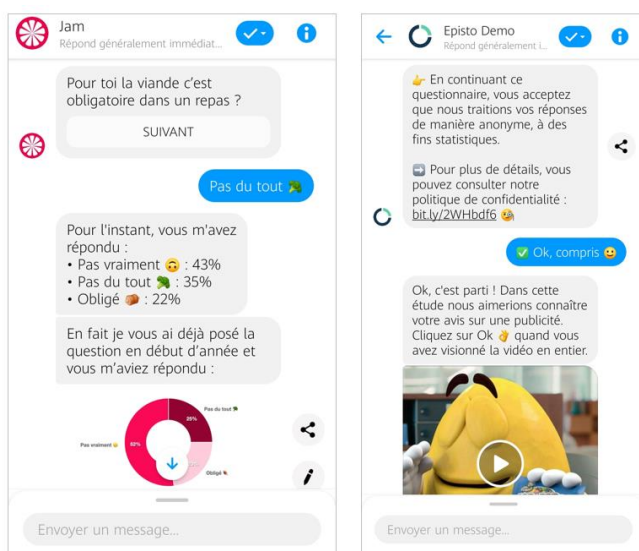 Jam
Répond généralement immédiat...
Pour toi la viande c'est
obligatoire dans un repas ?
SUIVANT
Pas du tout 🥦
Pour l'instant, vous m'avez
répondu :
• Pas vraiment 🙃 : 43%
• Pas du tout 🥦 : 35%
• Obligé 🍖 : 22%
En fait je vous ai déjà posé la
question en début d'année et
vous m'aviez répondu :
Pas du tout 🥦
Pas vraiment
Obligé
Envoyer un message...
Episto Demo
Répond généralement i...
👉 En continuant ce
questionnaire, vous acceptez
que nous traitions vos réponses
de manière anonyme, à des
fins statistiques.
➡️ Pour plus de détails, vous
pouvez consulter notre
politique de confidentialité :
bit.ly/2WHbdf6 🧐
✅ Ok, compris 😃
Ok, c'est parti ! Dans cette
étude nous aimerions connaître
votre avis sur une publicité.
Cliquez sur Ok 👌 quand vous
avez visionné la vidéo en entier.
Envoyer un message...